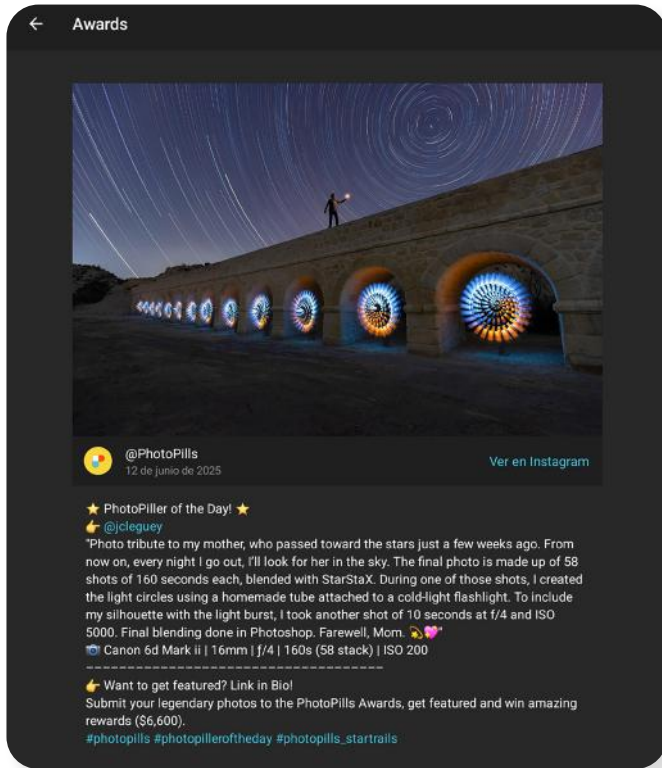 ← Awards
@PhotoPills
12 de junio de 2025
Ver en Instagram
⭐ PhotoPiller of the Day! ⭐
👉 @jcleguey
"Photo tribute to my mother, who passed toward the stars just a few weeks ago. From
now on, every night I go out, I'll look for her in the sky. The final photo is made up of 58
shots of 160 seconds each, blended with StarStaX. During one of those shots, I created
the light circles using a homemade tube attached to a cold-light flashlight. To include
my silhouette with the light burst, I took another shot of 10 seconds at f/4 and ISO
5000. Final blending done in Photoshop. Farewell, Mom. 💫💖"
📷 Canon 6d Mark ii | 16mm | ƒ/4 | 160s (58 stack) | ISO 200
–––––––––––––––––––––––––––––––––––––
👉 Want to get featured? Link in Bio!
Submit your legendary photos to the PhotoPills Awards, get featured and win amazing
rewards ($6,600).
#photopills #photopilleroftheday #photopills_startrails